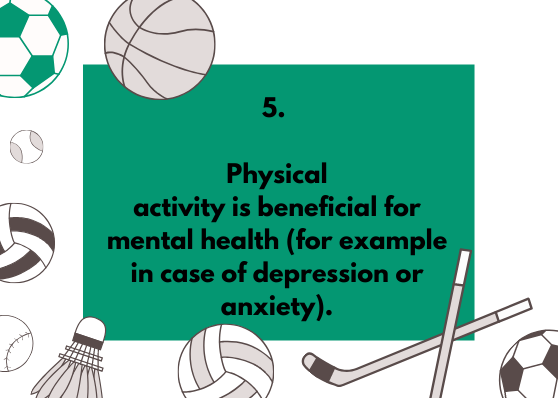 5.
Physical
activity is beneficial for
mental health (for example
in case of depression or
anxiety).